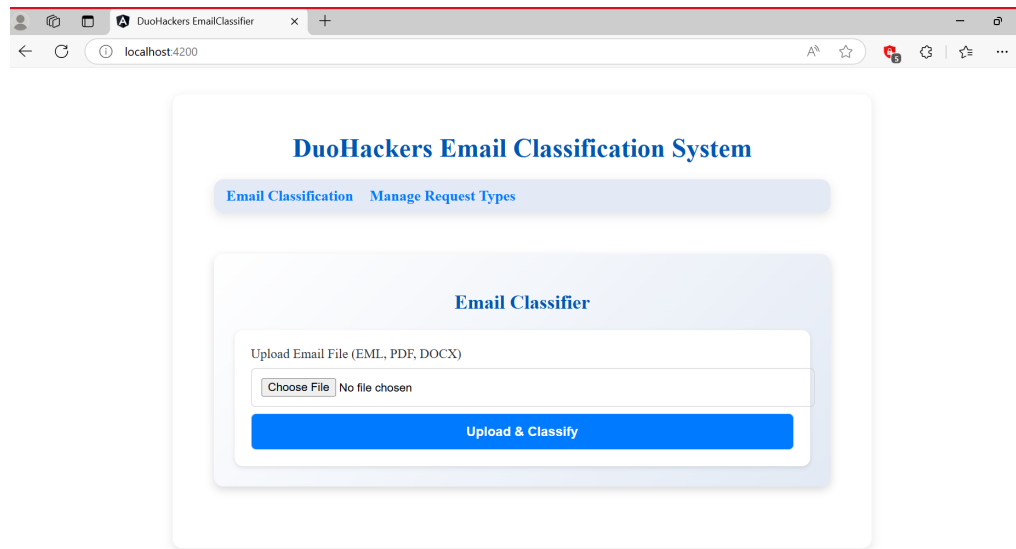 DuoHackers EmailClassifier
localhost:4200
5
DuoHackers Email Classification System
Email Classification Manage Request Types
Email Classifier
Upload Email File (EML, PDF, DOCX)
Choose File No file chosen
Upload & Classify